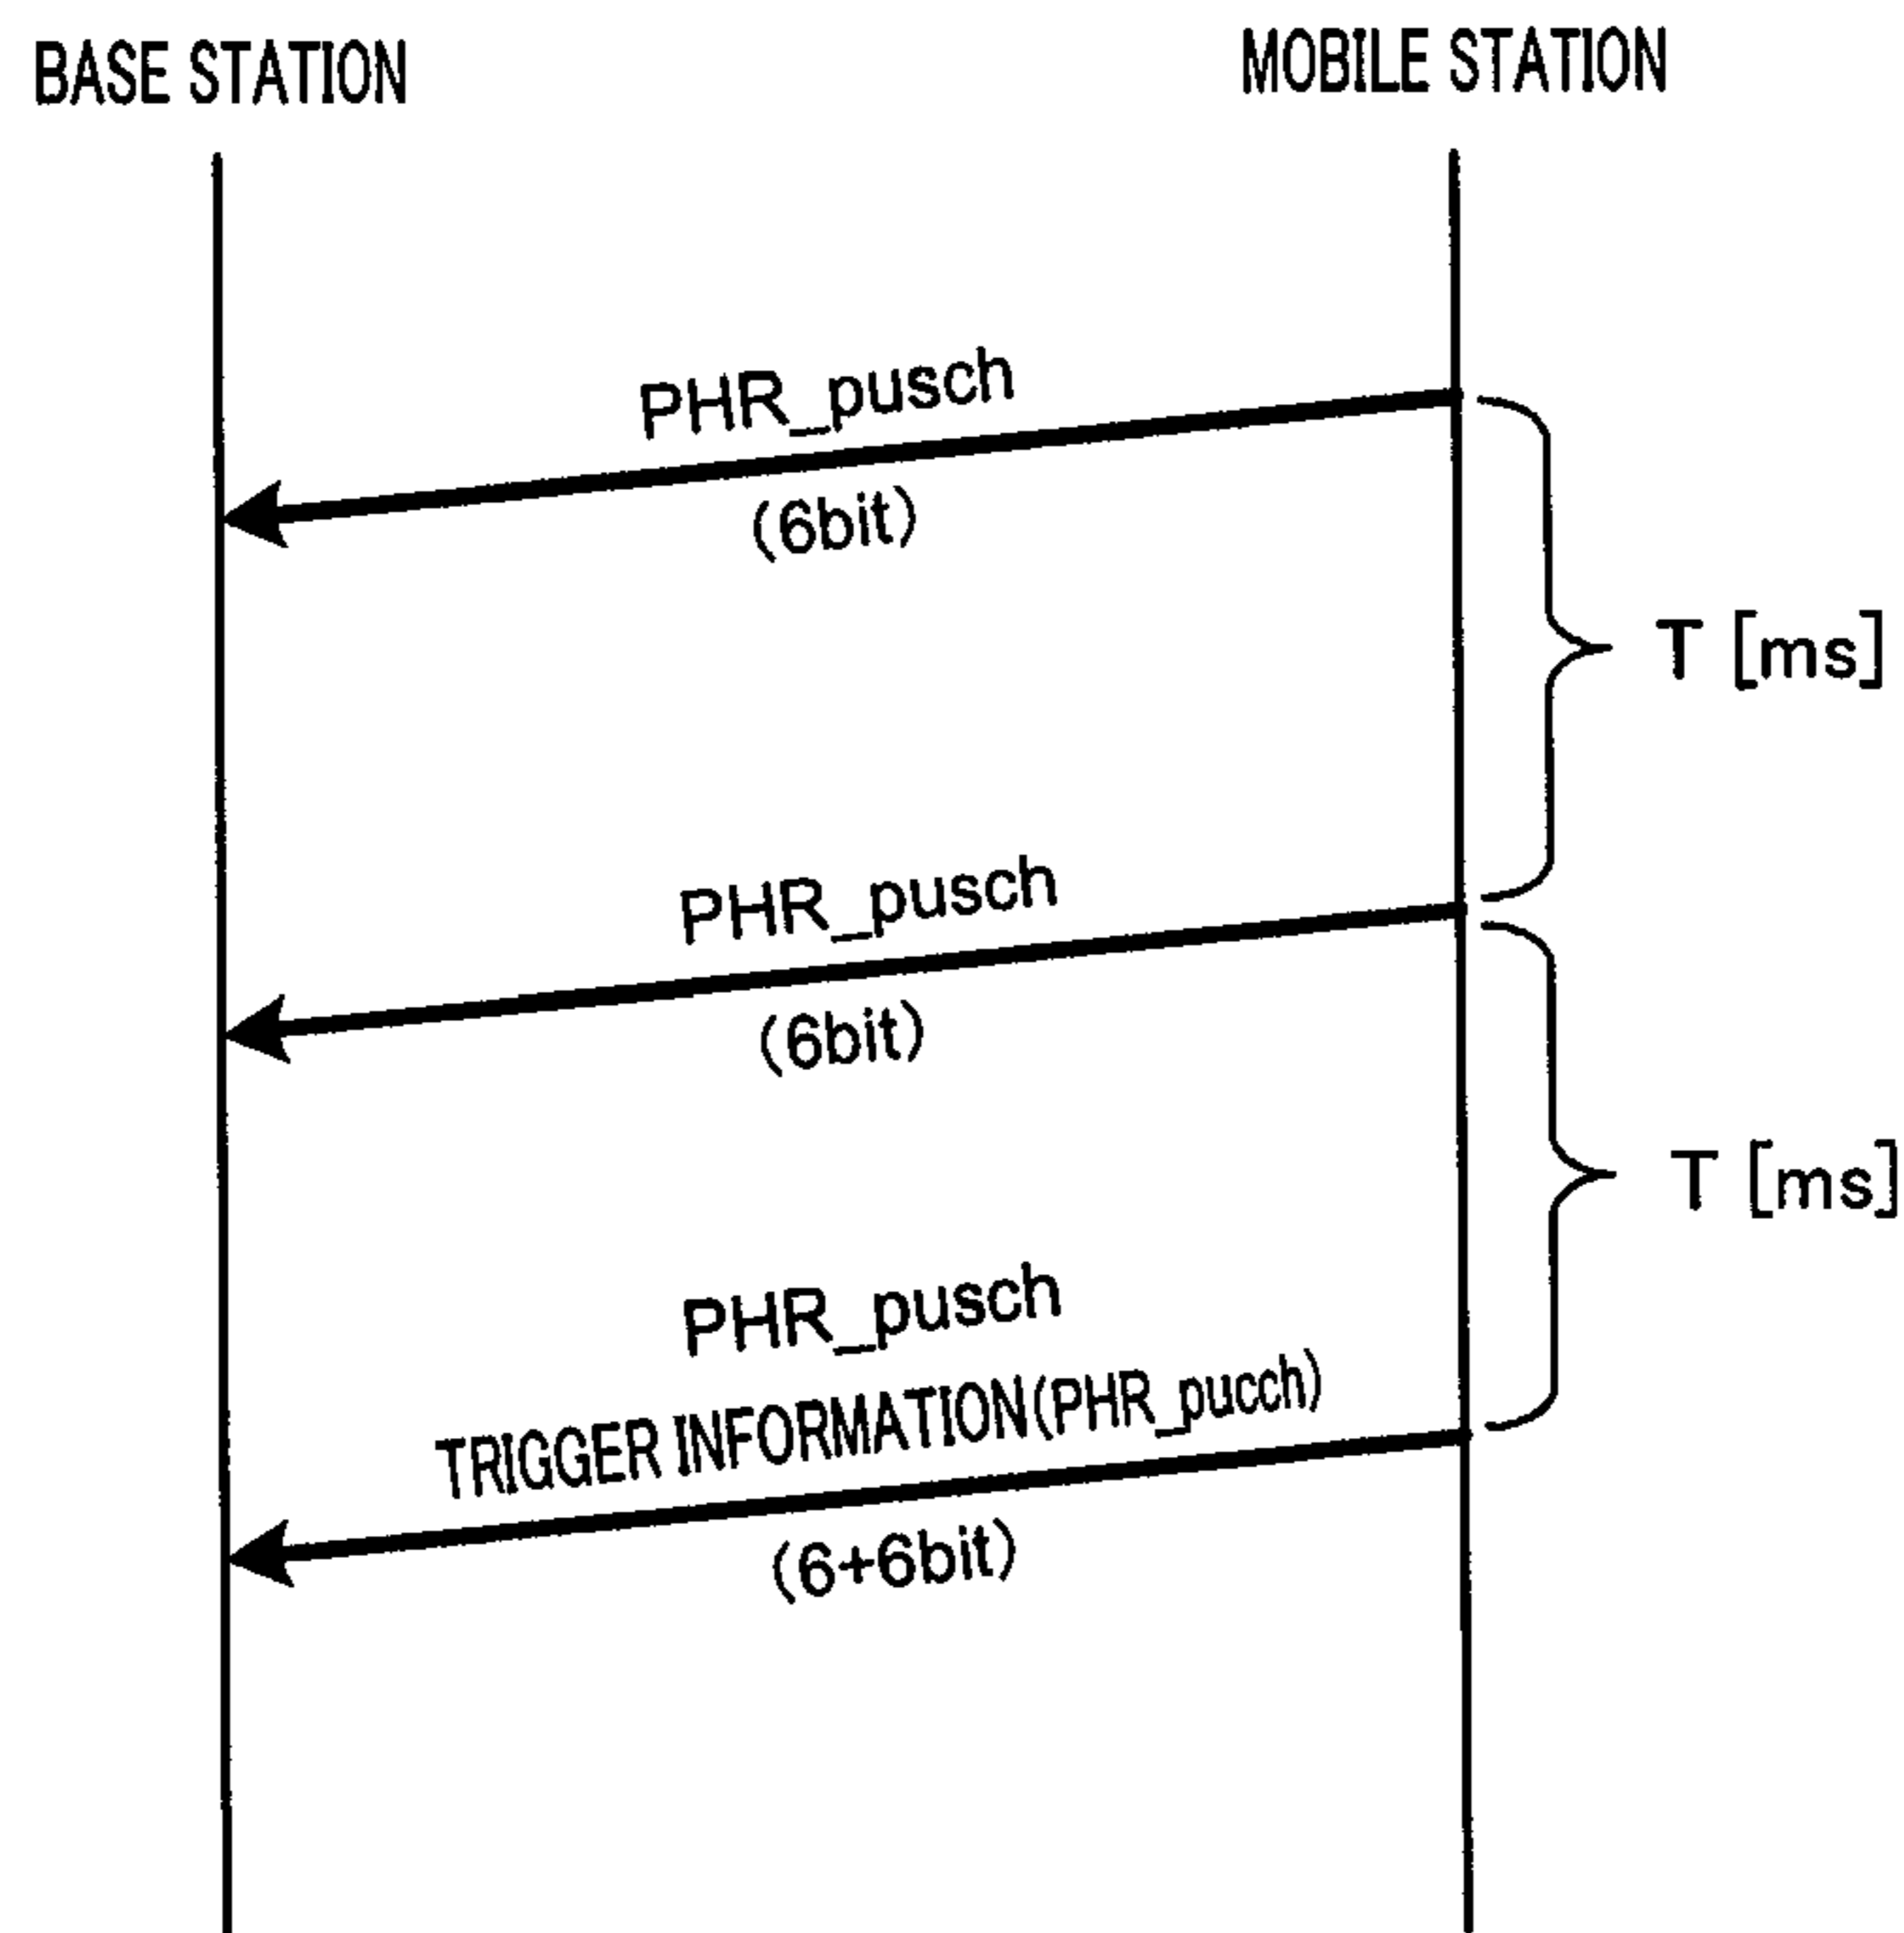 BASE STATION
MOBILE STATION
PHR_pusch
(6bit)
T [ms]
PHR_pusch
(6bit)
T [ms]
PHR_pusch
TRIGGER INFORMATION(PHR_pucch)
(6+6bit)